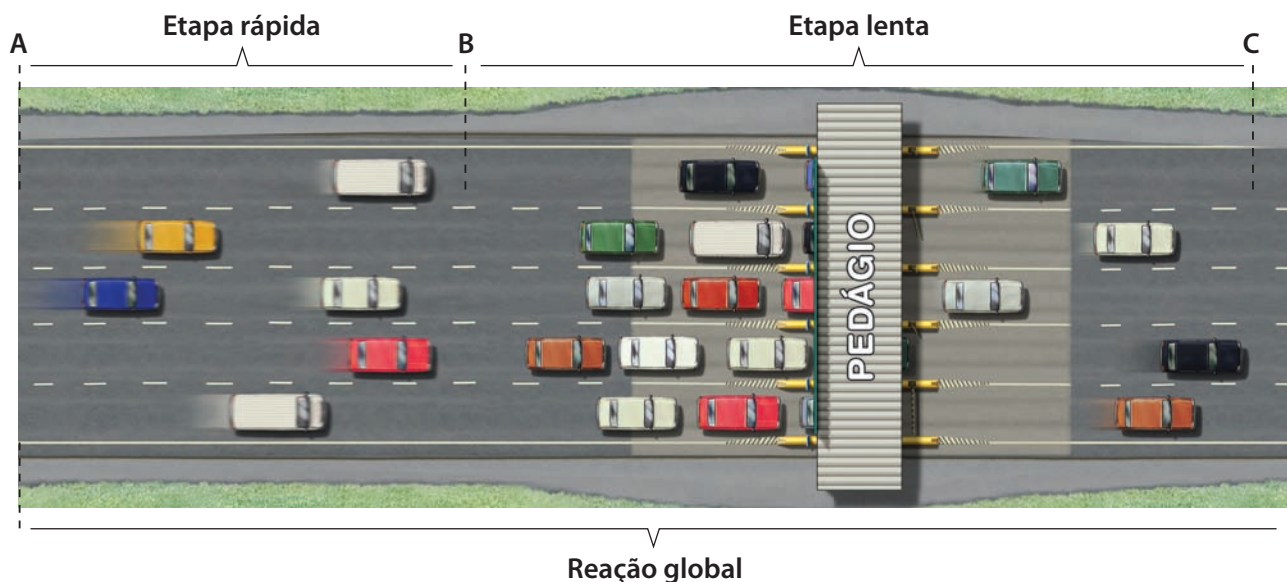 Etapa rápida
Etapa lenta
A
B
C
PEDÁGIO
Reação global